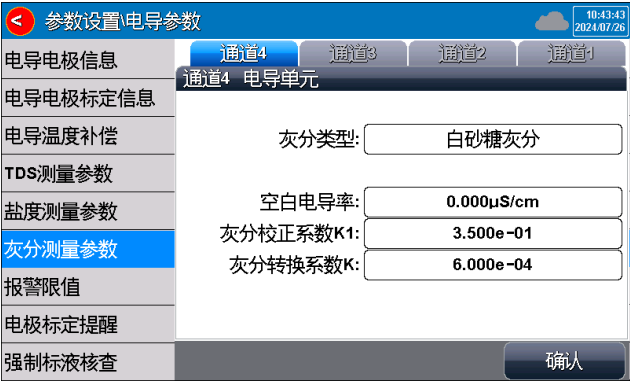 < 参数设置\电导参数
10:43:43
2024/07/26
电导电极信息
电导电极标定信息
电导温度补偿
TDS测量参数
盐度测量参数
灰分测量参数
报警限值
电极标定提醒
强制标液核查
通道4 通道3 通道2 通道1
通道4 电导单元
灰分类型: 白砂糖灰分
空白电导率: 0.000μS/cm
灰分校正系数K1: 3.500e-01
灰分转换系数K: 6.000e-04
确认